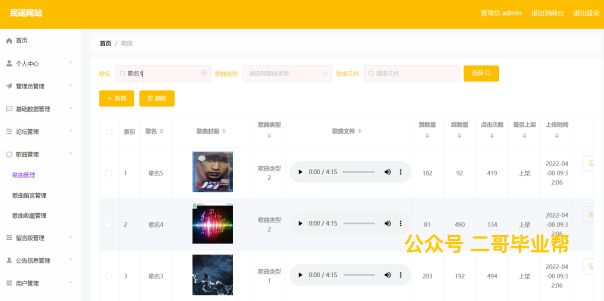 民谣网站 管理员 admin 退出到前台 退出登录
首页
个人中心
管理员管理
基础数据管理
论坛管理
歌曲管理
歌曲管理
歌曲留言管理
歌曲收藏管理
留言版管理
公告信息管理
用户管理
首页 / 歌曲
歌名 歌名1 歌曲类型 请选择歌曲类型 歌曲文件 歌曲文件 查询
+ 新增 删除
索引 歌名 歌曲封面 歌曲类型 歌曲文件 赞数量 踩数量 点击次数 是否上架 上传时间
1 歌名5 歌曲类型2 0:00 / 4:15 182 92 419 上架 2022-04-08 09:32:06
2 歌名4 歌曲类型2 0:00 / 4:15 81 490 134 上架 2022-04-08 09:32:06
3 歌名3 歌曲类型1 0:00 / 4:15 203 192 494 上架 2022-04-08 09:32:06
公众号 二哥毕业帮